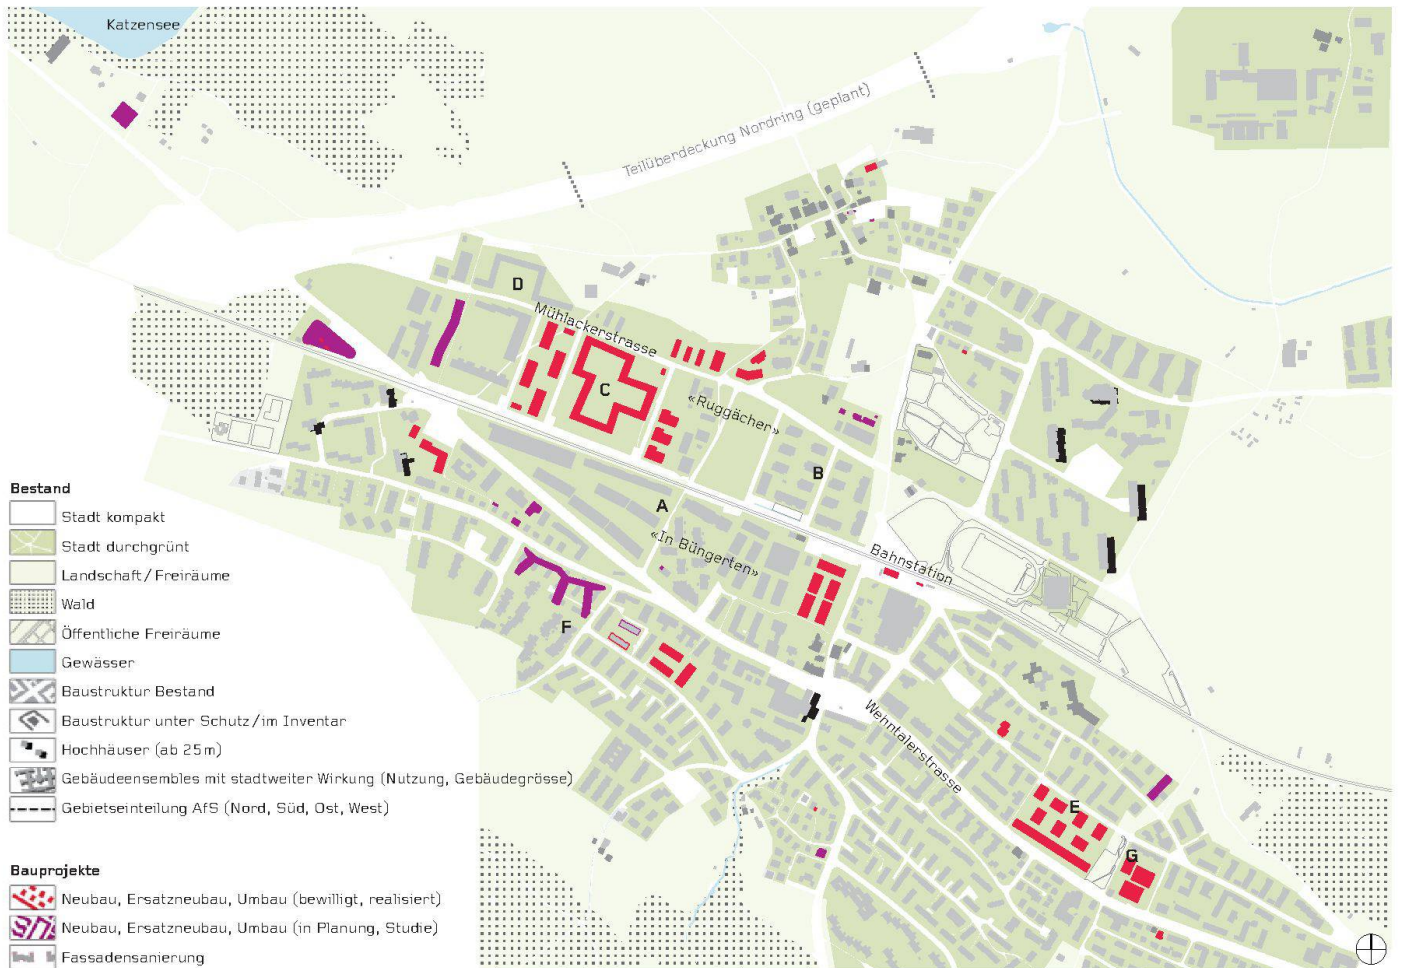 Katzensee
Teilüberdeckung Nordring (geplant)
D
Mühlackerstrasse
C
«Ruggächer»
B
A
«In Büngerten»
Bahnstation
F
Wehntalerstrasse
E
G
Bestand
Stadt kompakt
Stadt durchgrünt
Landschaft/Freiräume
Wald
Öffentliche Freiräume
Gewässer
Baustruktur Bestand
Baustruktur unter Schutz/im Inventar
Hochhäuser (ab 25m)
Gebäudeensembles mit stadtweiter Wirkung (Nutzung, Gebäudegrösse)
Gebietseinteilung AfS (Nord, Süd, Ost, West)
Bauprojekte
Neubau, Ersatzneubau, Umbau (bewilligt, realisiert)
Neubau, Ersatzneubau, Umbau (in Planung, Studie)
Fassadensanierung